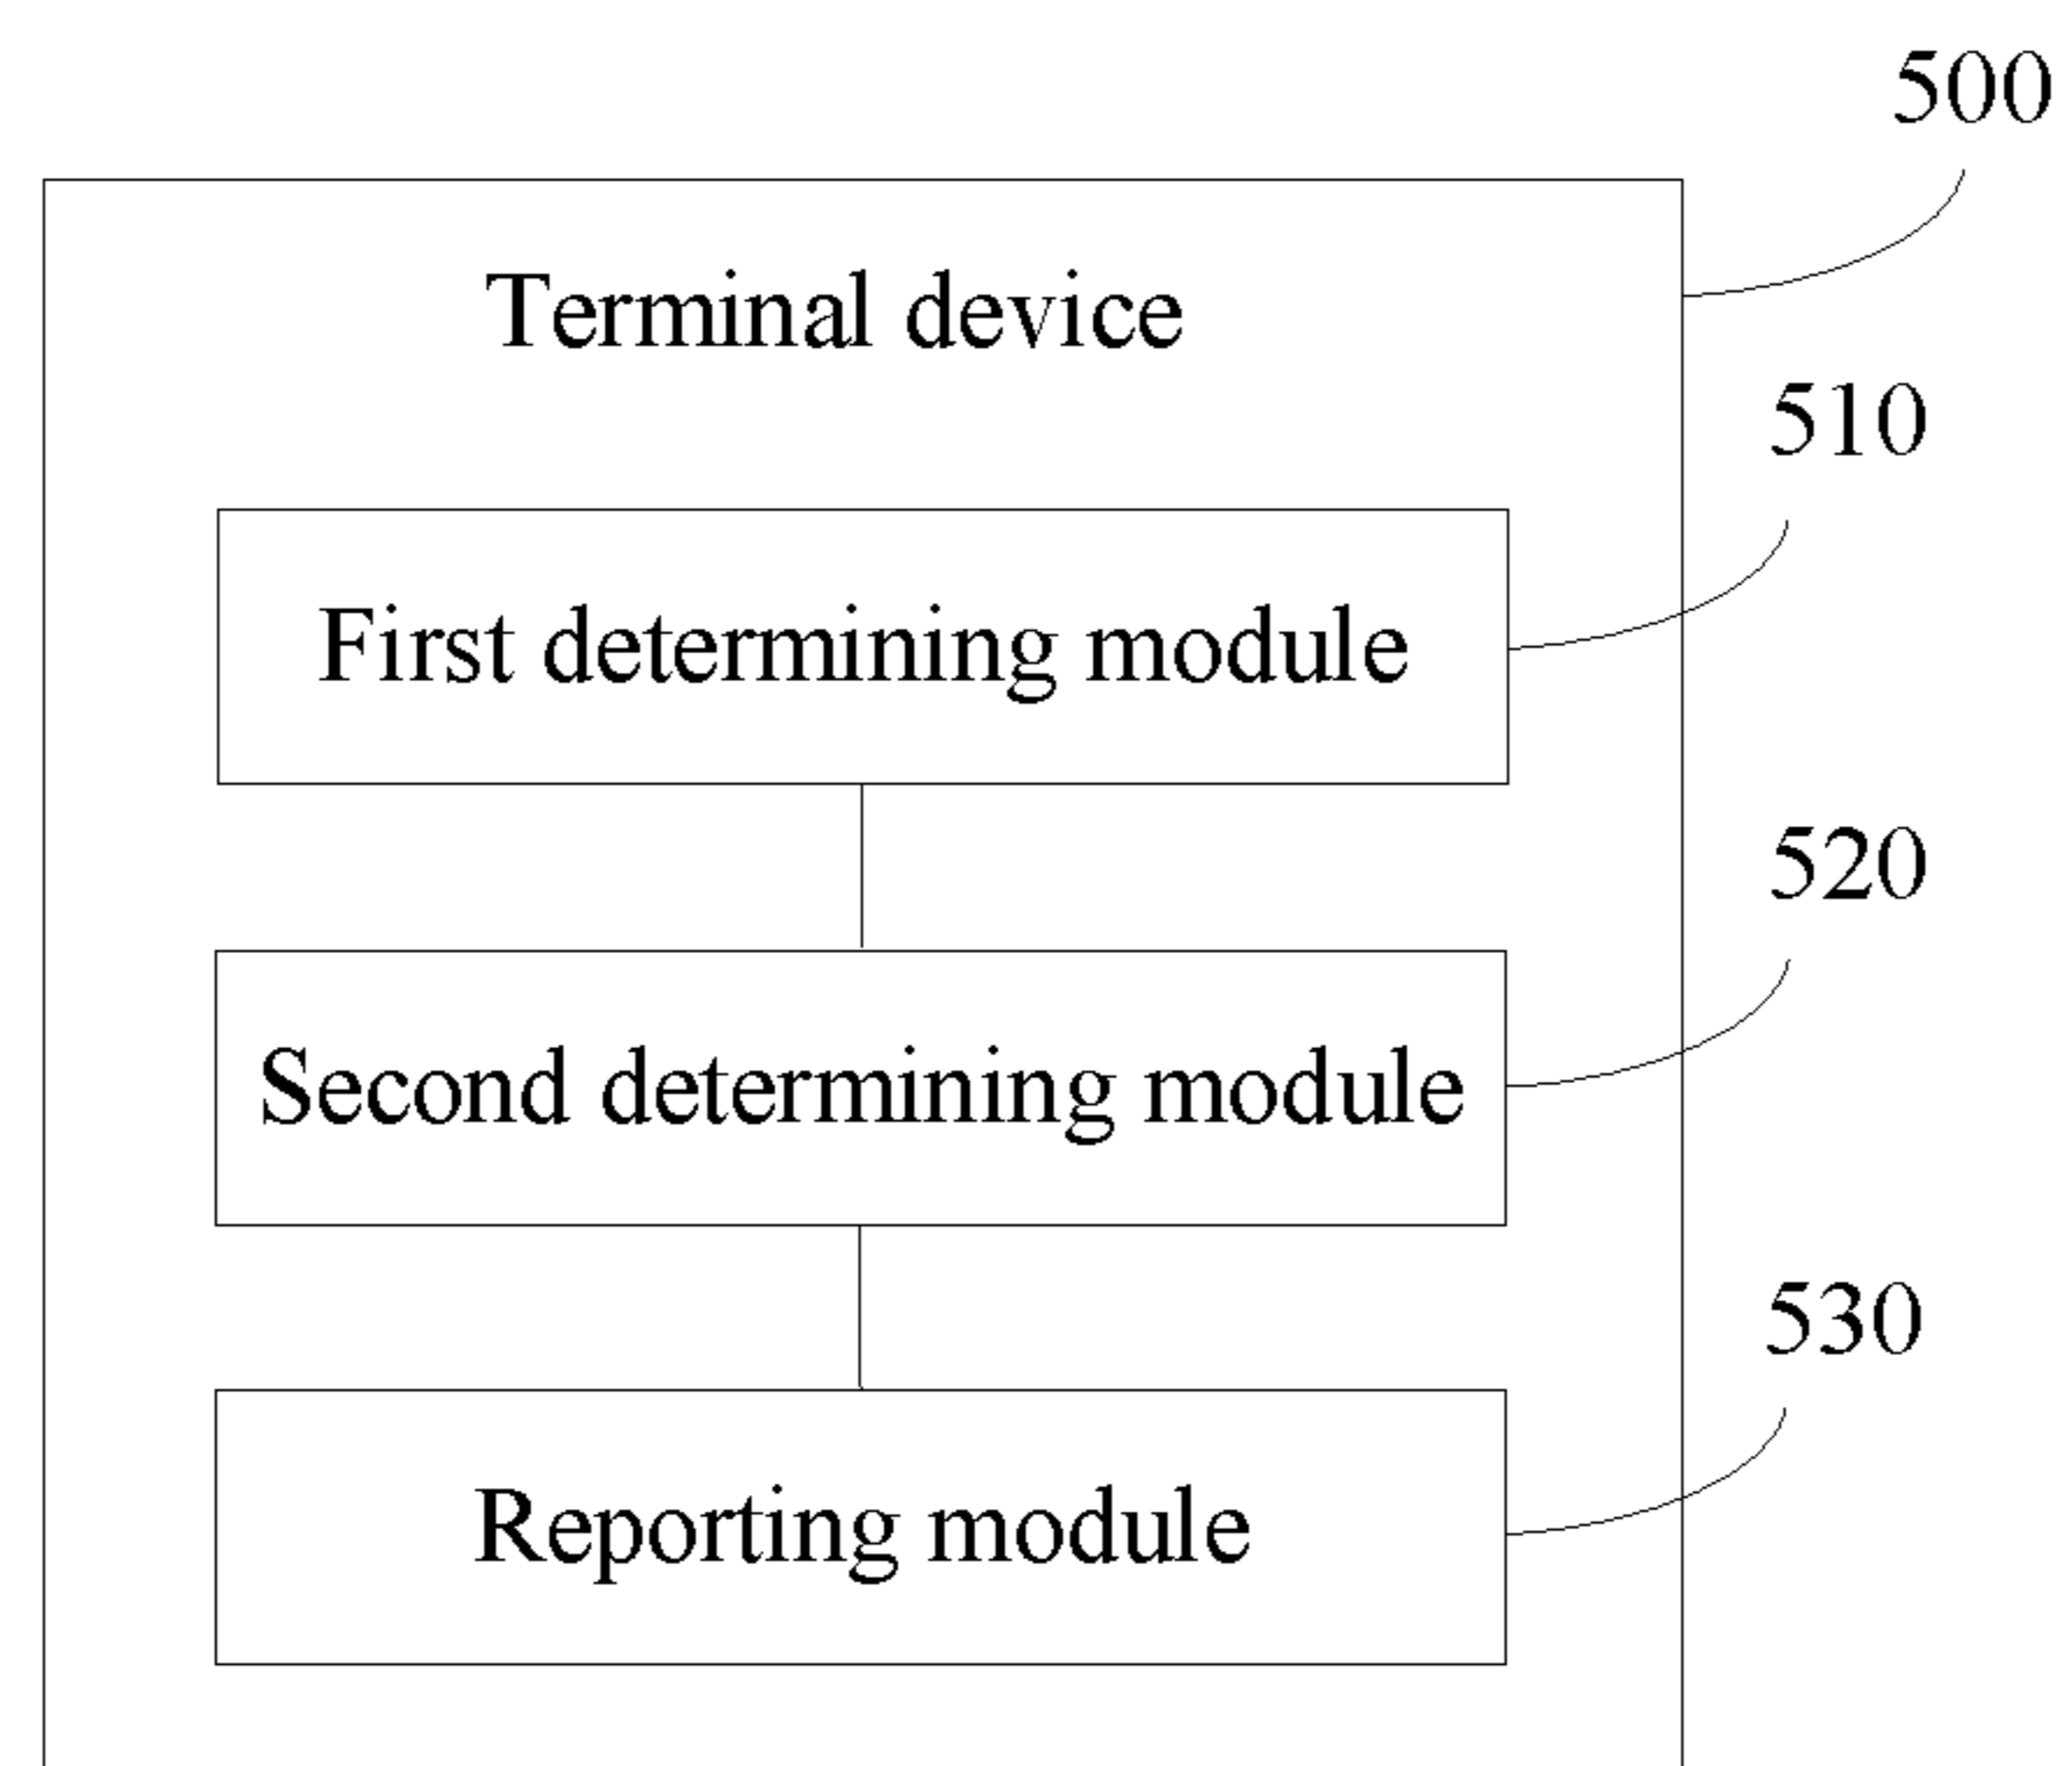 500
Terminal device
510
First determining module
520
Second determining module
530
Reporting module